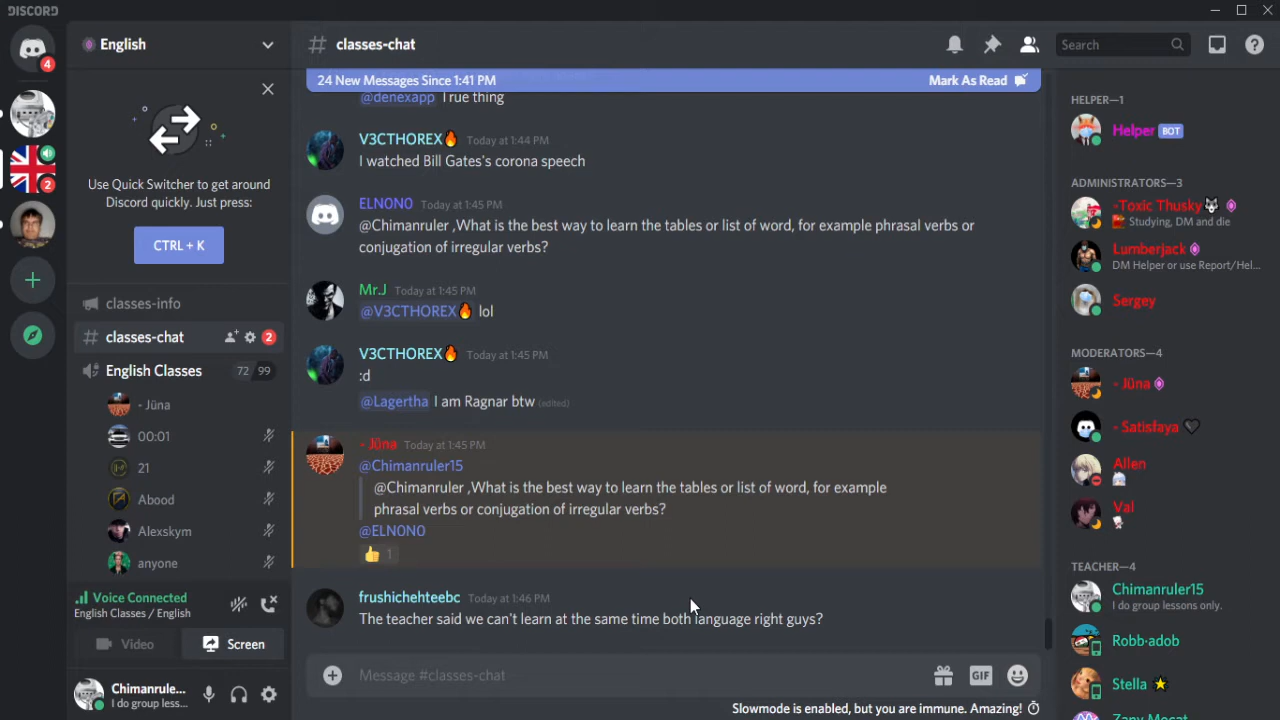 DISCORD
4
2
English
Use Quick Switcher to get around
Discord quickly. Just press:
CTRL + K
classes-info
classes-chat
2
English Classes
72 99
◦ Jüna
00:01
21
Abood
Alexskym
anyone
Voice Connected
English Classes / English
Video
Screen
Chimanrule...
I do group less...
# classes-chat
Search
24 New Messages Since 1:41 PM
Mark As Read
@denexapp True thing
V3CTHOREX🔥 Today at 1:44 PM
I watched Bill Gates's corona speech
ELN0N0 Today at 1:45 PM
@Chimanruler ,What is the best way to learn the tables or list of word, for example phrasal verbs or
conjugation of irregular verbs?
Mr.J Today at 1:45 PM
@V3CTHOREX🔥 lol
V3CTHOREX🔥 Today at 1:45 PM
:d
@Lagertha I am Ragnar btw (edited)
◦ Jüna Today at 1:45 PM
@Chimanruler15
@Chimanruler ,What is the best way to learn the tables or list of word, for example
phrasal verbs or conjugation of irregular verbs?
@ELN0N0
👍 1
frushichehteebc Today at 1:46 PM
The teacher said we can't learn at the same time both language right guys?
Message #classes-chat
GIF
Slowmode is enabled, but you are immune. Amazing!
HELPER—1
Helper BOT
ADMINISTRATORS—3
◦Toxic Thusky
Studying, DM and die
Lumberjack
DM Helper or use Report/Hel...
Sergey
MODERATORS—4
◦ Jüna
◦ Satisfaya
Allen
Val
TEACHER—4
Chimanruler15
I do group lessons only.
Robb◦adob
Stella ⭐